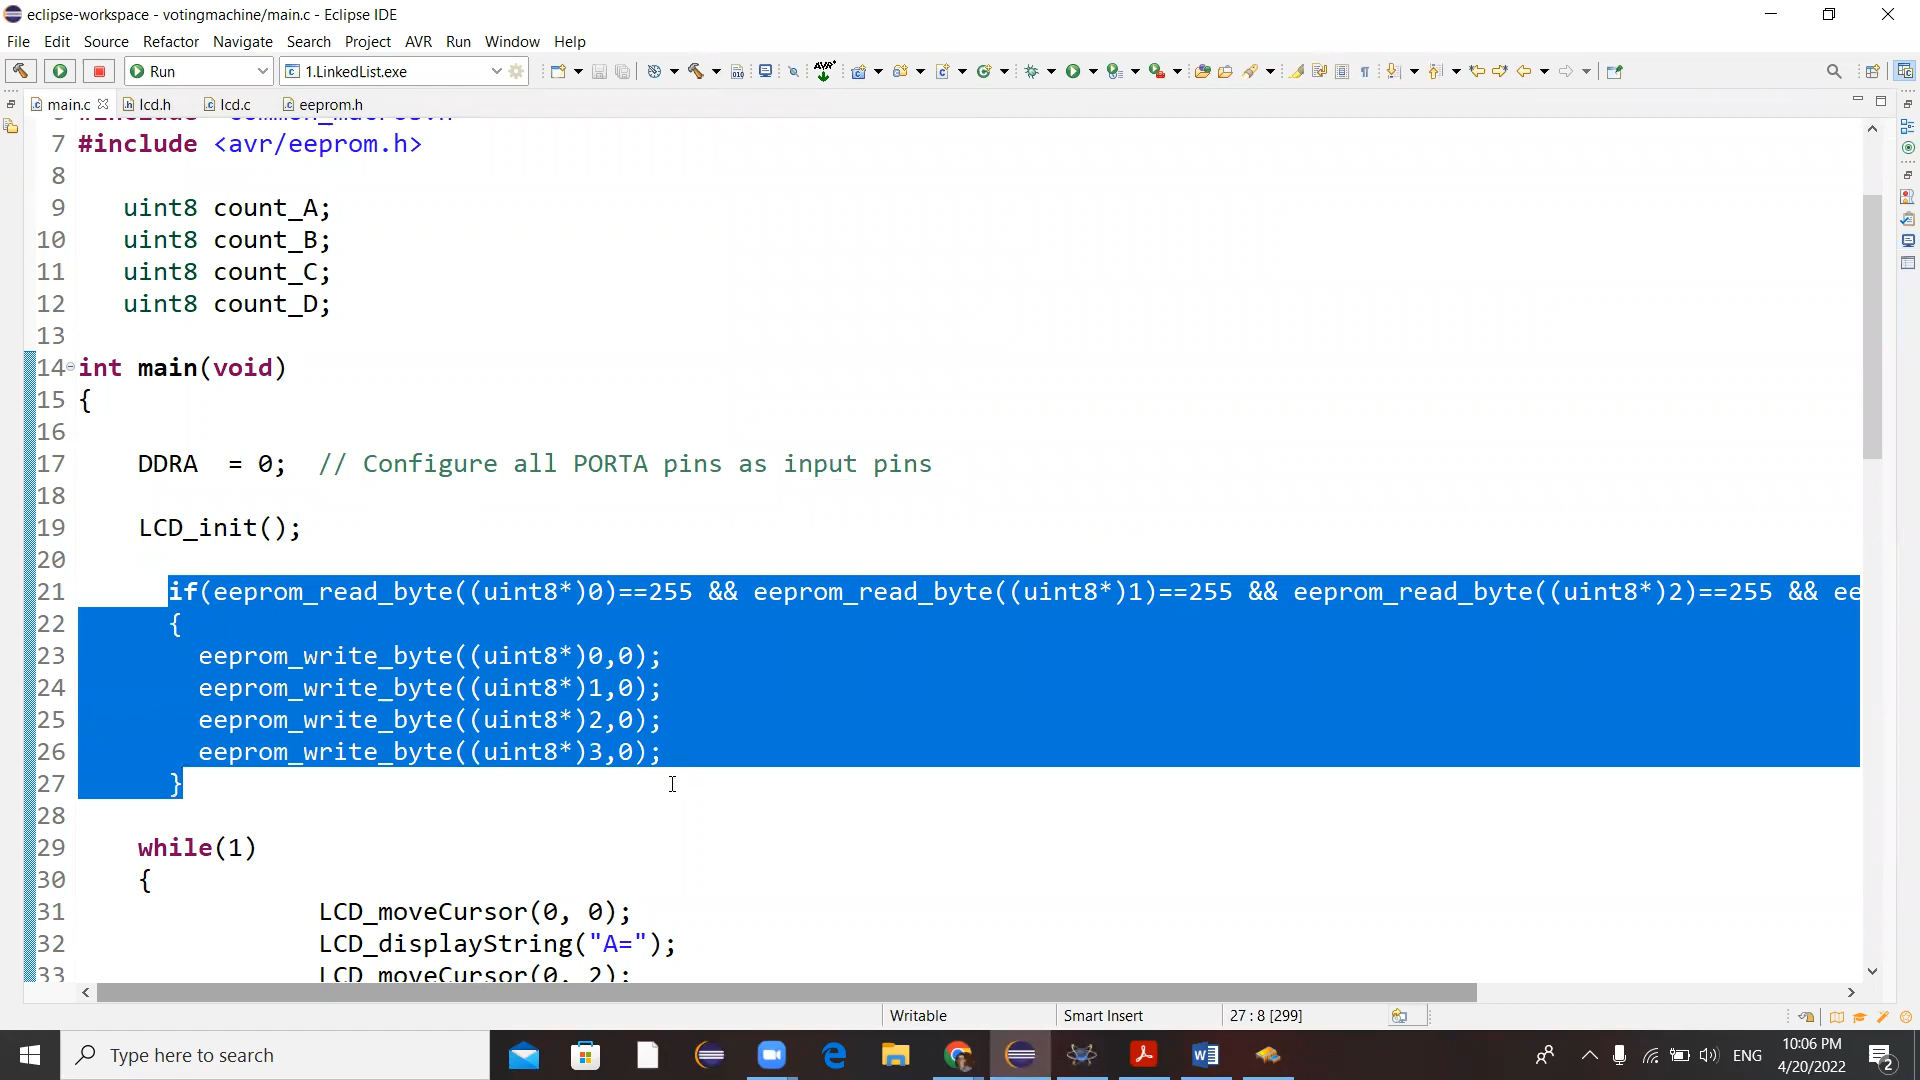 eclipse-workspace - votingmachine/main.c - Eclipse IDE
File Edit Source Refactor Navigate Search Project AVR Run Window Help
Run 1.LinkedList.exe
main.c lcd.h lcd.c eeprom.h
7 #include <avr/eeprom.h>
8
9 uint8 count_A;
10 uint8 count_B;
11 uint8 count_C;
12 uint8 count_D;
13
14 int main(void)
15 {
16
17 DDRA = 0; // Configure all PORTA pins as input pins
18
19 LCD_init();
20
21 if(eeprom_read_byte((uint8*)0)==255 && eeprom_read_byte((uint8*)1)==255 && eeprom_read_byte((uint8*)2)==255 && ee
22 {
23 eeprom_write_byte((uint8*)0,0);
24 eeprom_write_byte((uint8*)1,0);
25 eeprom_write_byte((uint8*)2,0);
26 eeprom_write_byte((uint8*)3,0);
27 }
28
29 while(1)
30 {
31 LCD_moveCursor(0, 0);
32 LCD_displayString("A=");
33 LCD_moveCursor(0, 2);
Writable Smart Insert 27 : 8 [299]
Type here to search
ENG
10:06 PM
4/20/2022
2